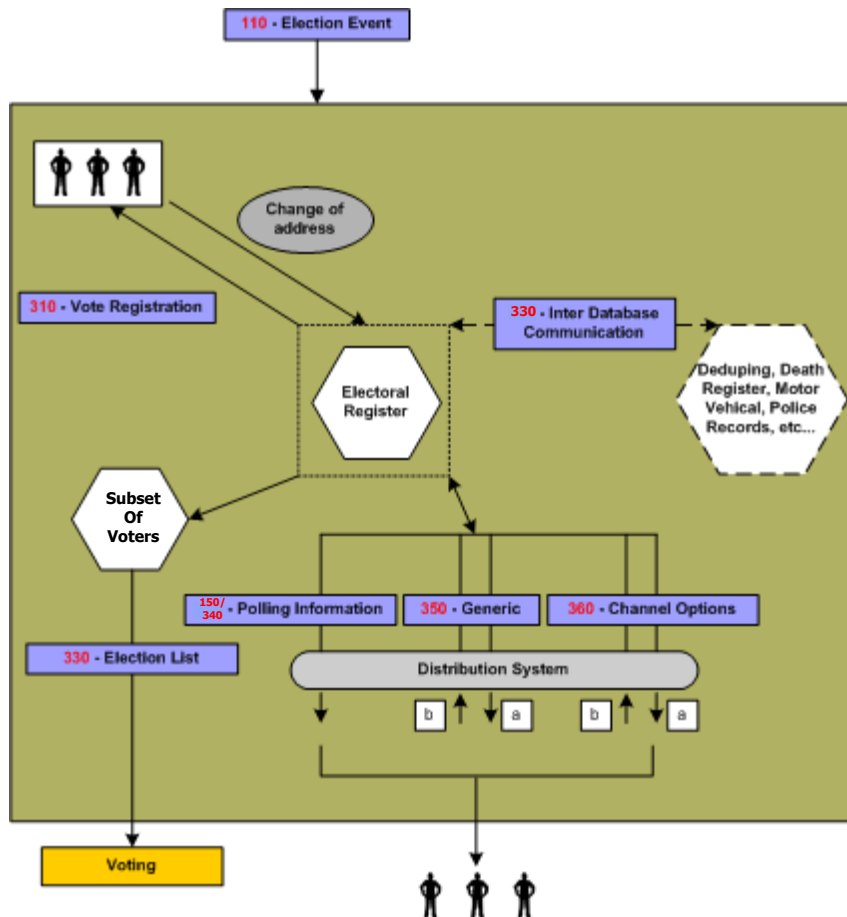 110 - Election Event
Change of
address
310 - Vote Registration
330 - Inter Database
Communication
Electoral
Register
Deduping, Death
Register, Motor
Vehical, Police
Records, etc...
Subset
Of
Voters
150/
340 - Polling Information
350 - Generic
360 - Channel Options
330 - Election List
Distribution System
b
a
b
a
Voting